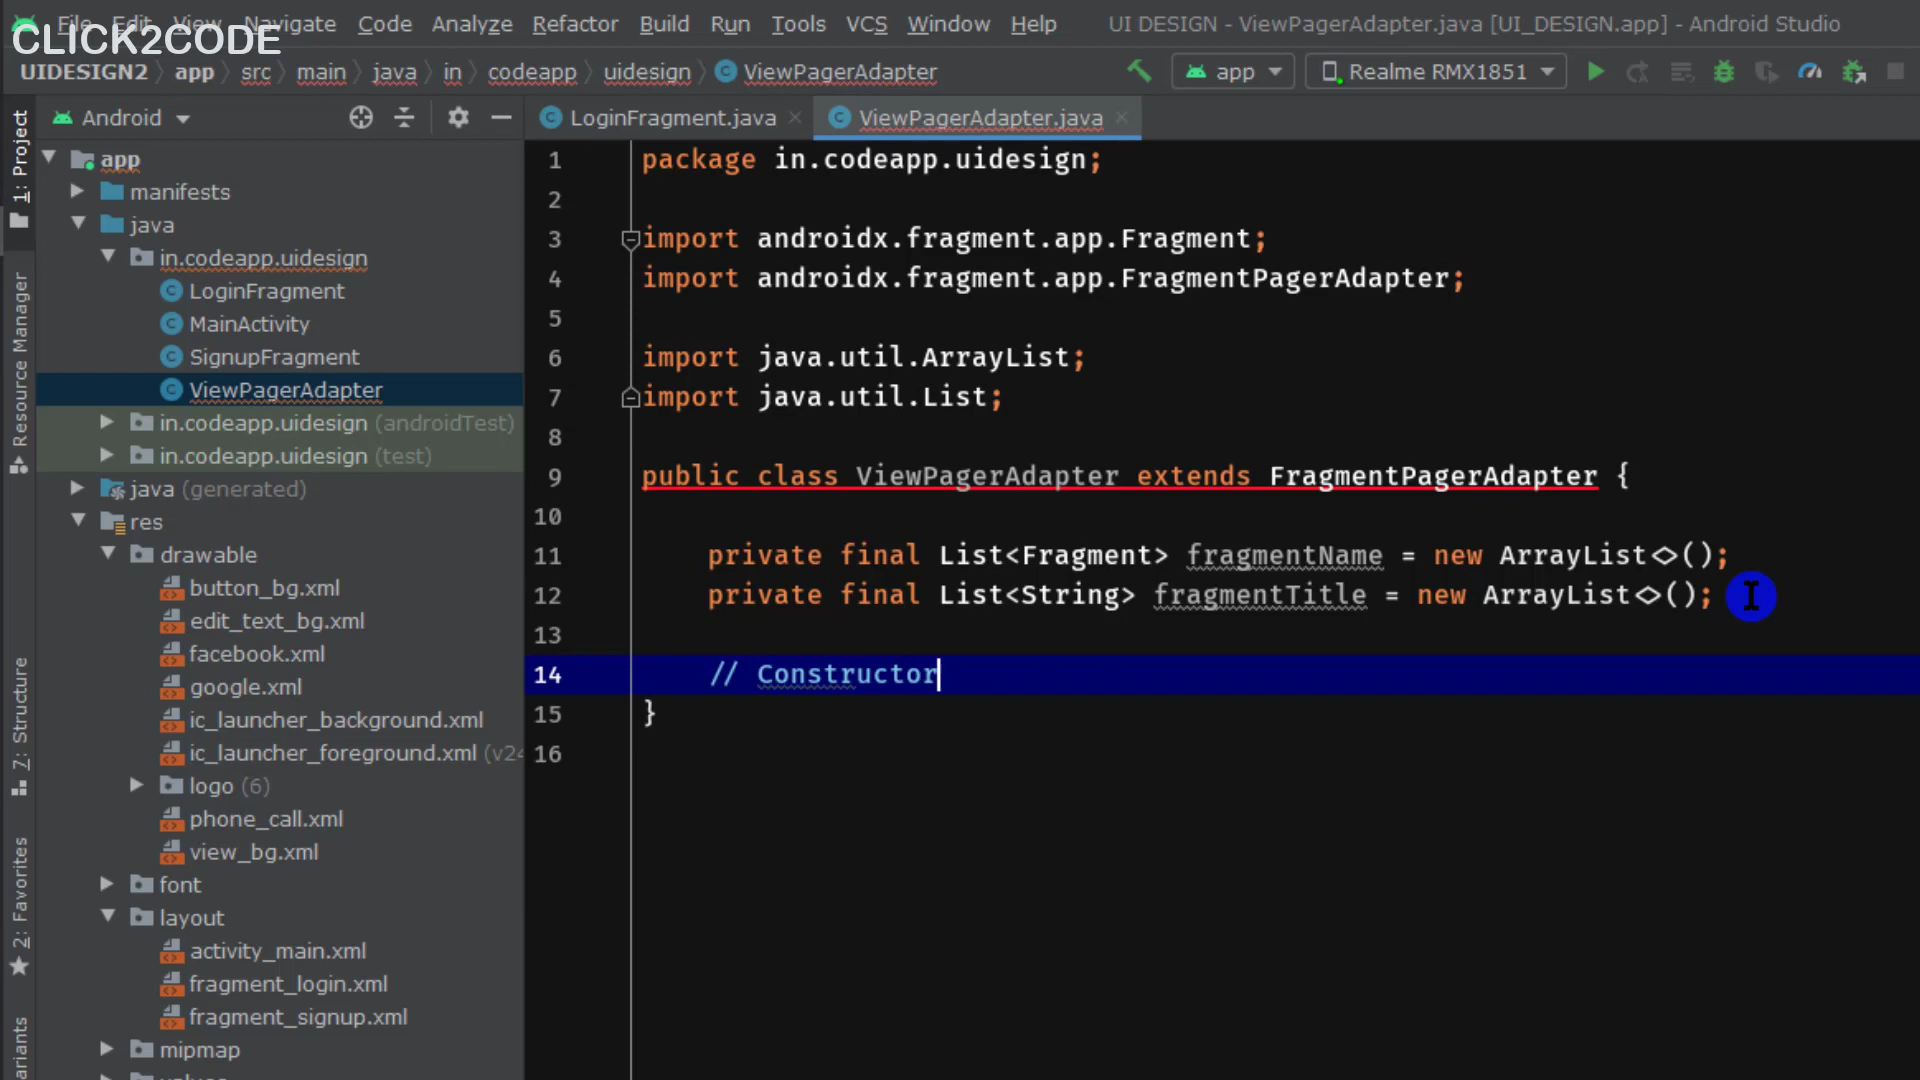 File Edit View Navigate Code Analyze Refactor Build Run Tools VCS Window Help UI DESIGN - ViewPagerAdapter.java [UI_DESIGN.app] - Android Studio
CLICK2CODE
UIDESIGN2 app src main java in codeapp uidesign ViewPagerAdapter app Realme RMX1851
1: Project
Resource Manager
7: Structure
2: Favorites
Android
LoginFragment.java
ViewPagerAdapter.java
app
manifests
java
in.codeapp.uidesign
LoginFragment
MainActivity
SignupFragment
ViewPagerAdapter
in.codeapp.uidesign (androidTest)
in.codeapp.uidesign (test)
java (generated)
res
drawable
button_bg.xml
edit_text_bg.xml
facebook.xml
google.xml
ic_launcher_background.xml
ic_launcher_foreground.xml (v24
logo (6)
phone_call.xml
view_bg.xml
font
layout
activity_main.xml
fragment_login.xml
fragment_signup.xml
mipmap
1 package in.codeapp.uidesign;
2
3 import androidx.fragment.app.Fragment;
4 import androidx.fragment.app.FragmentPagerAdapter;
5
6 import java.util.ArrayList;
7 import java.util.List;
8
9 public class ViewPagerAdapter extends FragmentPagerAdapter {
10
11 private final List<Fragment> fragmentName = new ArrayList<>();
12 private final List<String> fragmentTitle = new ArrayList<>();
13
14 // Constructor
15 }
16